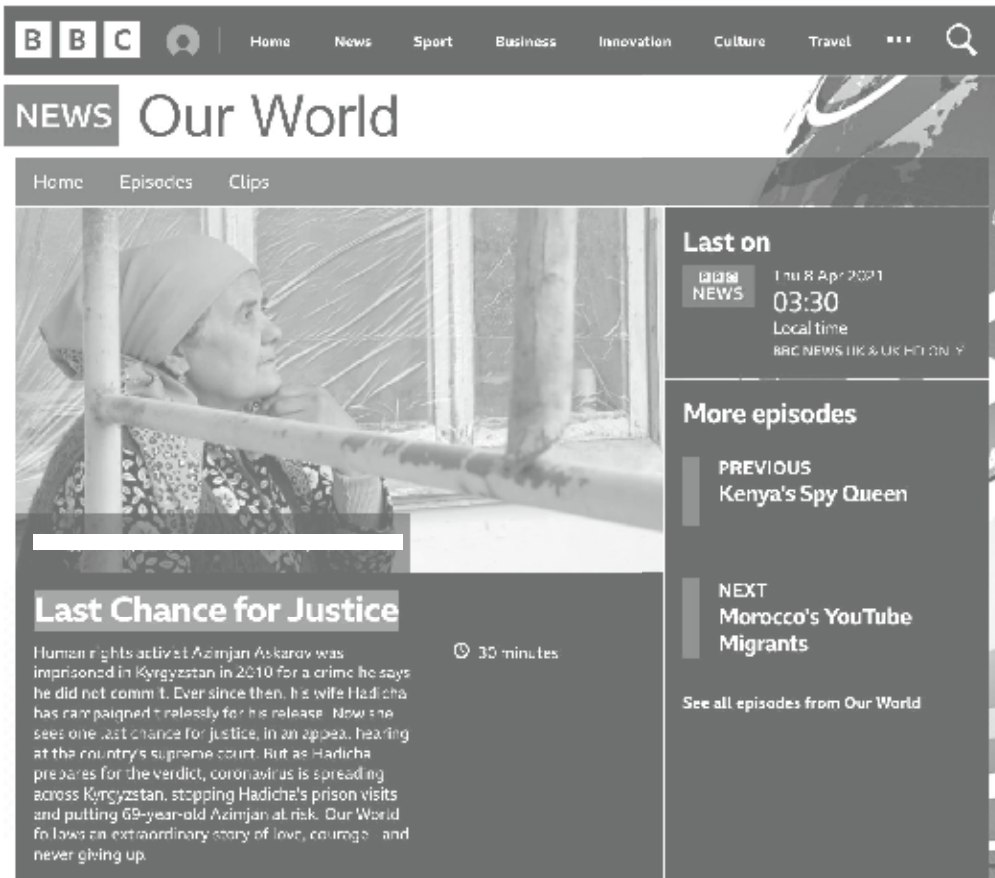 BBC
Home News Sport Business Innovation Culture Travel
NEWS Our World
Home Episodes Clips
Last on
BBC
NEWS
Thu 8 Apr 2021
03:30
Local time
BBC NEWS UK & UK HD ONLY
More episodes
PREVIOUS
Kenya's Spy Queen
NEXT
Morocco's YouTube
Migrants
See all episodes from Our World
Last Chance for Justice
Human rights activist Azimjan Askarov was
imprisoned in Kyrgyzstan in 2010 for a crime he says
he did not commit. Ever since then, his wife Hadicha
has campaigned tirelessly for his release. Now she
sees one last chance for justice, in an appeal hearing
at the country's supreme court. But as Hadicha
prepares for the verdict, coronavirus is spreading
across Kyrgyzstan, stopping Hadicha's prison visits
and putting 69-year-old Azimjan at risk. Our World
follows an extraordinary story of love, courage - and
never giving up.
30 minutes